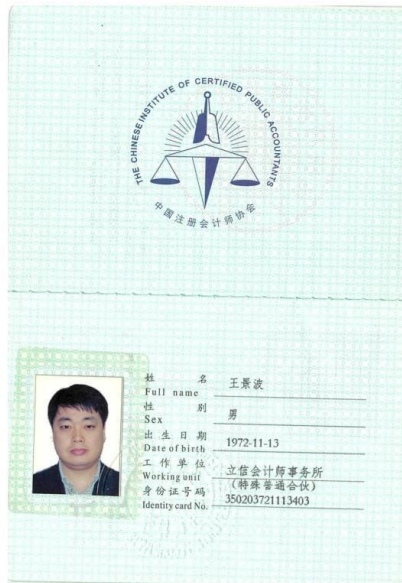 THE CHINESE INSTITUTE OF CERTIFIED PUBLIC ACCOUNTANTS
中国注册会计师协会
姓 名 王景波
Full name
性 别 男
Sex
出生日期 1972-11-13
Date of birth
工作单位 立信会计师事务所
Working unit (特殊普通合伙)
身份证号码 350203721113403
Identity card No.